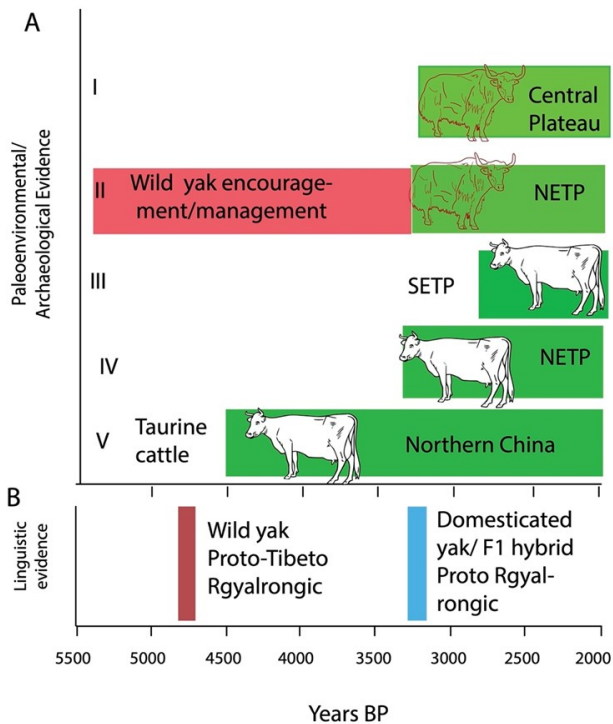 A
Paleoenvironmental/
Archaeological Evidence
I
Central
Plateau
II
Wild yak encourage-
ment/management
NETP
III
SETP
IV
NETP
V
Taurine
cattle
Northern China
B
Linguistic
evidence
Wild yak
Proto-Tibeto
Rgyalrongic
Domesticated
yak/ F1 hybrid
Proto Rgyal-
rongic
5500 5000 4500 4000 3500 3000 2500 2000
Years BP